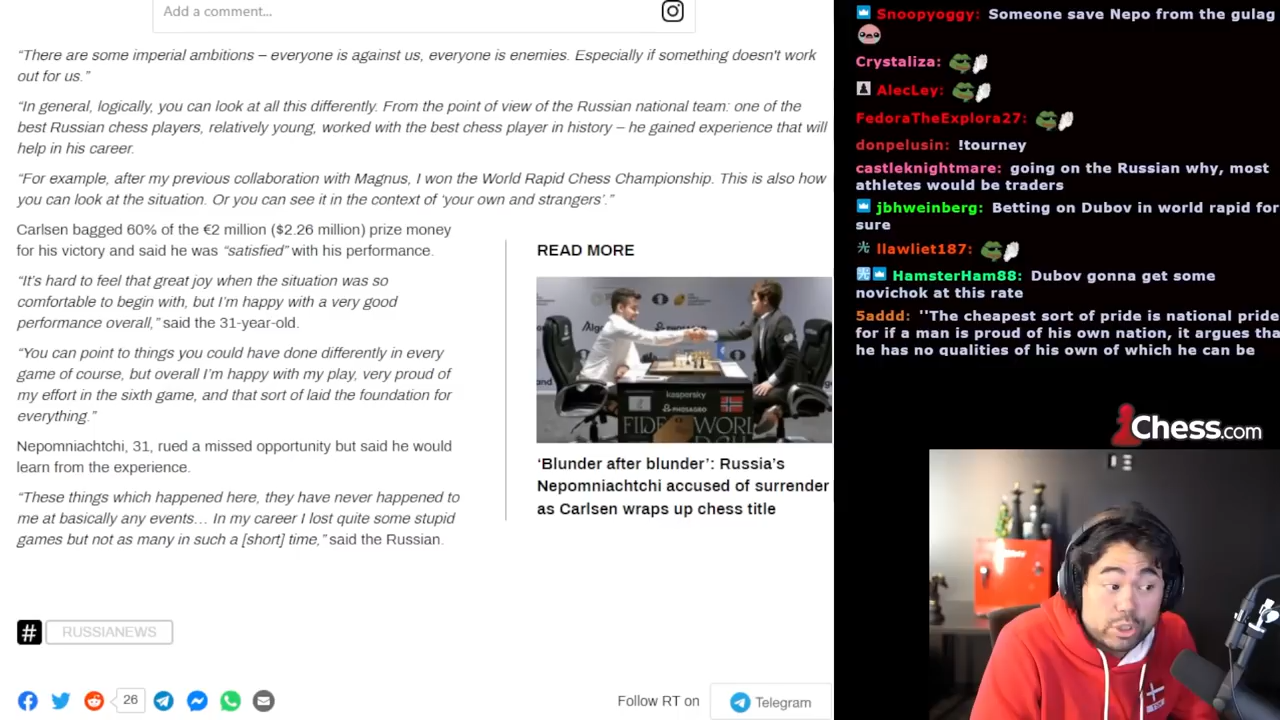 Add a comment...
“There are some imperial ambitions – everyone is against us, everyone is enemies. Especially if something doesn't work
out for us.”
“In general, logically, you can look at all this differently. From the point of view of the Russian national team: one of the
best Russian chess players, relatively young, worked with the best chess player in history – he gained experience that will
help in his career.
“For example, after my previous collaboration with Magnus, I won the World Rapid Chess Championship. This is also how
you can look at the situation. Or you can see it in the context of ‘your own and strangers’.”
Carlsen bagged 60% of the €2 million ($2.26 million) prize money
for his victory and said he was “satisfied” with his performance.
“It’s hard to feel that great joy when the situation was so
comfortable to begin with, but I’m happy with a very good
performance overall,” said the 31-year-old.
“You can point to things you could have done differently in every
game of course, but overall I’m happy with my play, very proud of
my effort in the sixth game, and that sort of laid the foundation for
everything.”
Nepomniachtchi, 31, rued a missed opportunity but said he would
learn from the experience.
“These things which happened here, they have never happened to
me at basically any events… In my career I lost quite some stupid
games but not as many in such a [short] time,” said the Russian.
READ MORE
kaspersky
PHOSAGRO
FIDE WORLD
‘Blunder after blunder’: Russia’s
Nepomniachtchi accused of surrender
as Carlsen wraps up chess title
# RUSSIANEWS
26
Follow RT on
Telegram
Snoopyoggy: Someone save Nepo from the gulag
Crystaliza:
AlecLey:
FedoraTheExplora27:
donpelusin: !tourney
castleknightmare: going on the Russian why, most
athletes would be traders
jbhweinberg: Betting on Dubov in world rapid for
sure
llawliet187:
HamsterHam88: Dubov gonna get some
novichok at this rate
5addd: ''The cheapest sort of pride is national pride
for if a man is proud of his own nation, it argues tha
he has no qualities of his own of which he can be
Chess.com